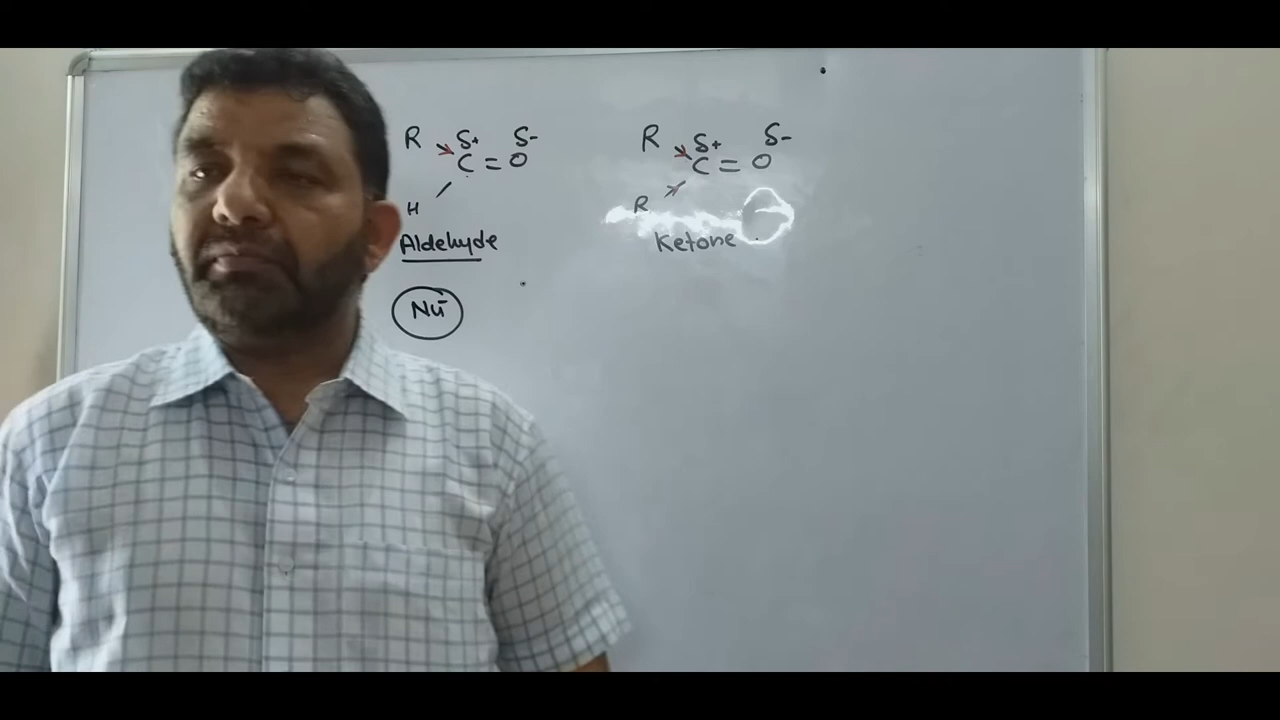 R δ+ δ-
C = O
H
Aldehyde
R δ+ δ-
C = O
R
Ketone
Nu-